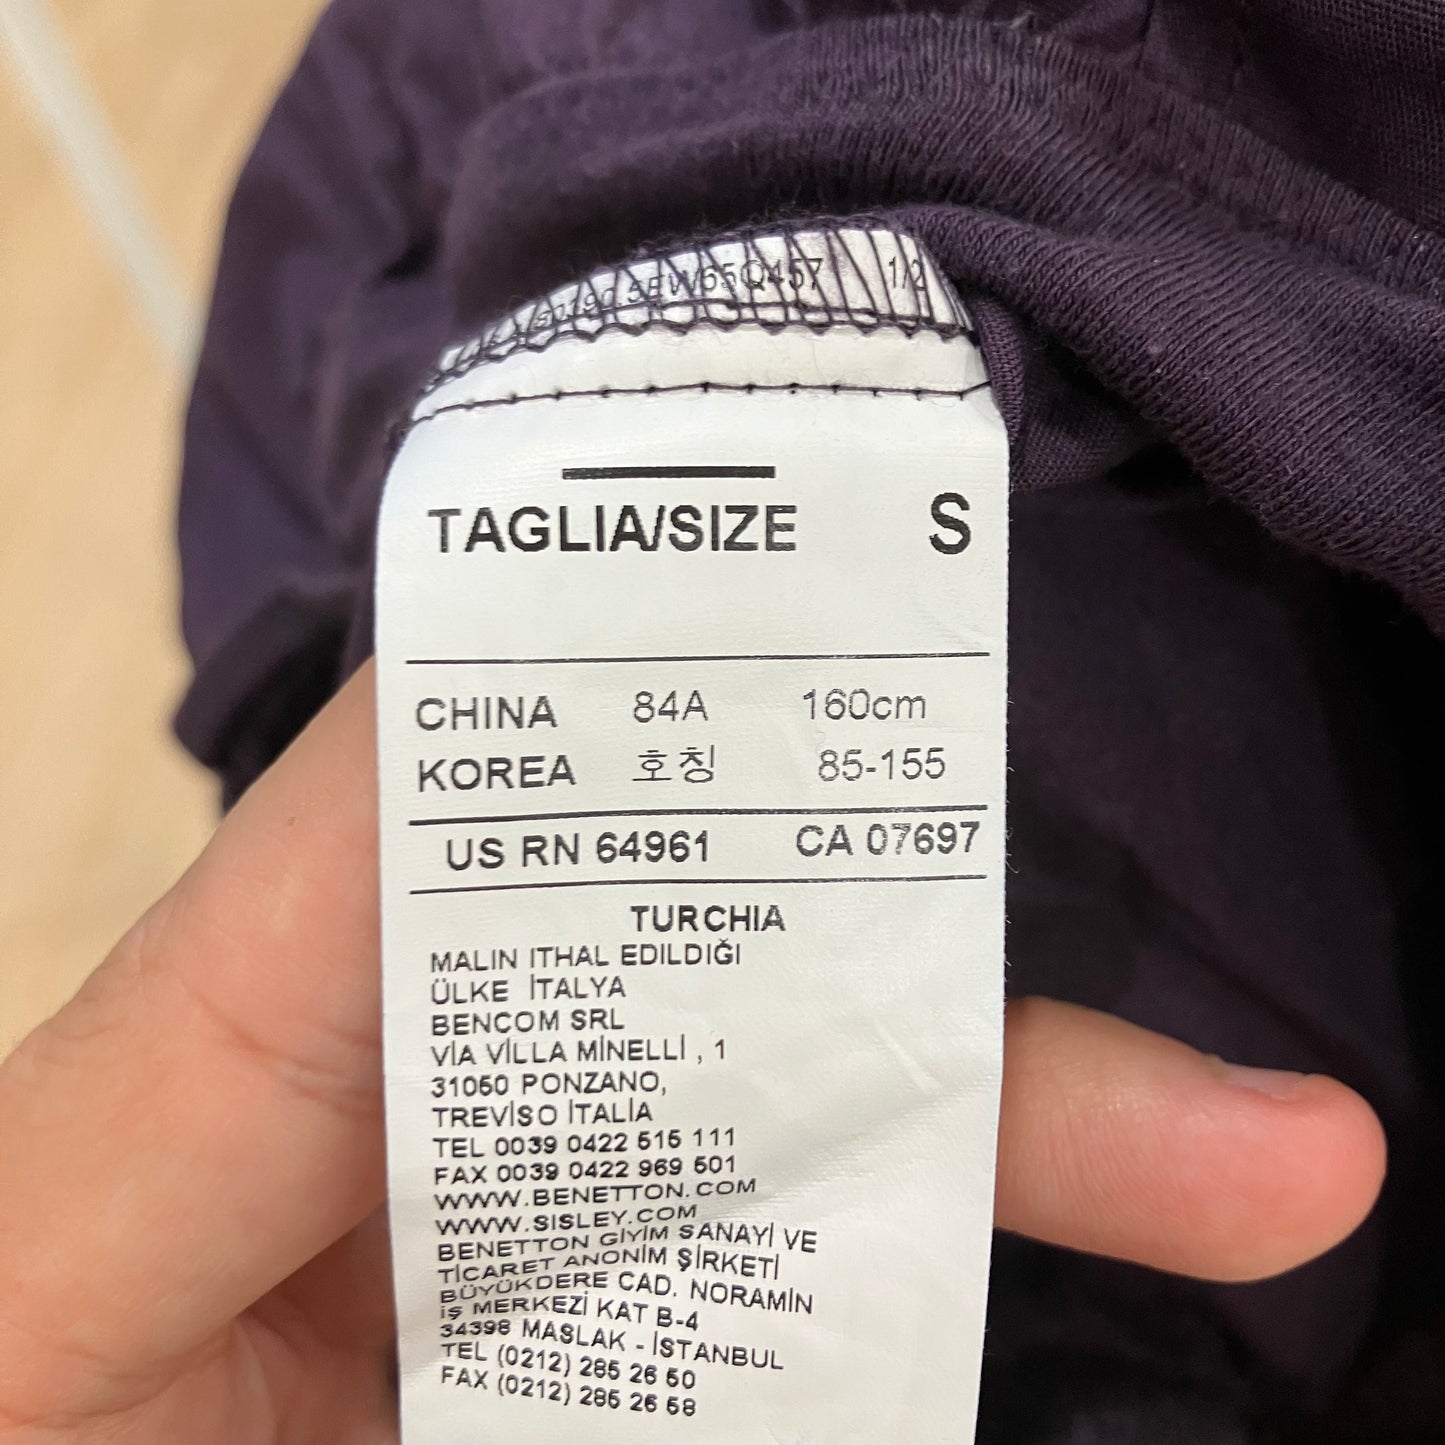 1/2
TAGLIA/SIZE S
CHINA 84A 160cm
KOREA 호칭 85-155
US RN 64961 CA 07697
TURCHIA
MALIN ITHAL EDILDIĞI
ÜLKE İTALYA
BENCOM SRL
VİA VİLLA MİNELLİ , 1
31050 PONZANO,
TREVİSO İTALİA
TEL 0039 0422 515 111
FAX 0039 0422 969 501
WWW.BENETTON.COM
WWW.SISLEY.COM
BENETTON GİYİM SANAYİ VE
TİCARET ANONİM ŞİRKETİ
BÜYÜKDERE CAD. NORAMİN
İŞ MERKEZİ KAT B-4
34398 MASLAK - İSTANBUL
TEL (0212) 285 26 50
FAX (0212) 285 26 58